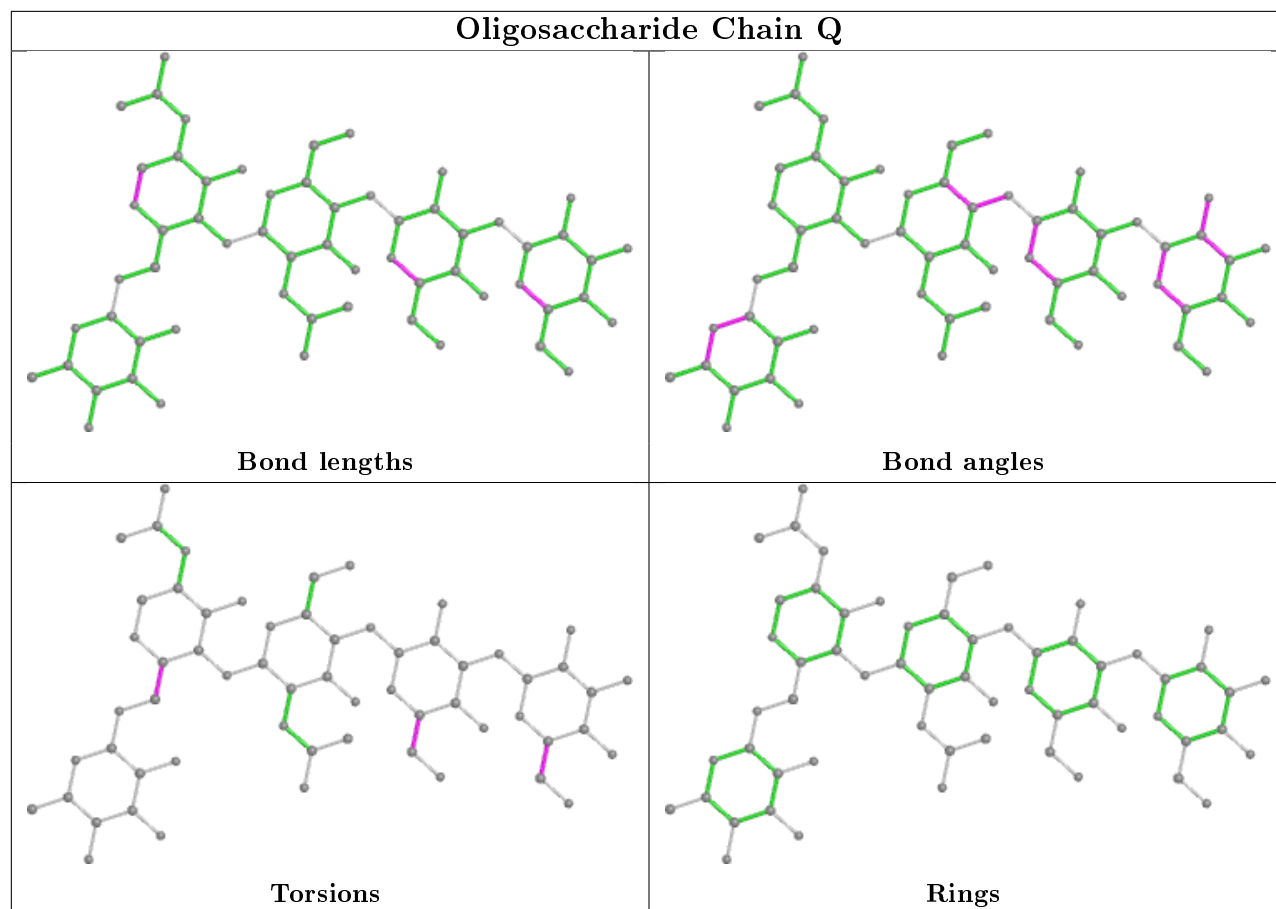 Oligosaccharide Chain Q
Bond lengths
Bond angles
Torsions
Rings